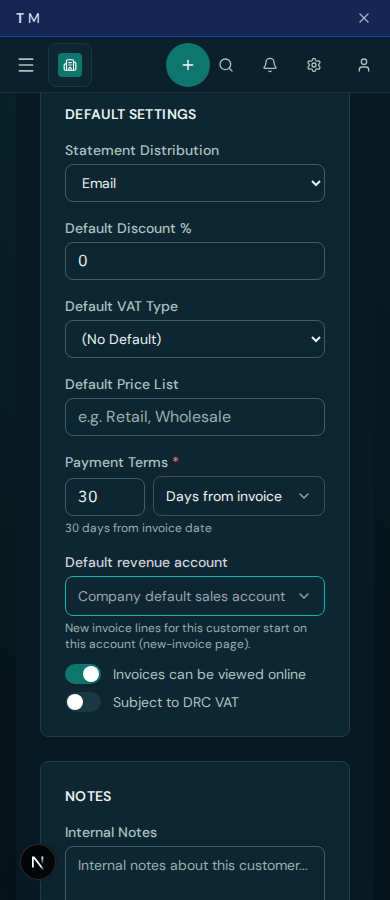 T M
DEFAULT SETTINGS
Statement Distribution
Email
Default Discount %
0
Default VAT Type
(No Default)
Default Price List
e.g. Retail, Wholesale
Payment Terms *
30
Days from invoice
30 days from invoice date
Default revenue account
Company default sales account
New invoice lines for this customer start on
this account (new-invoice page).
Invoices can be viewed online
Subject to DRC VAT
NOTES
Internal Notes
Internal notes about this customer...
N